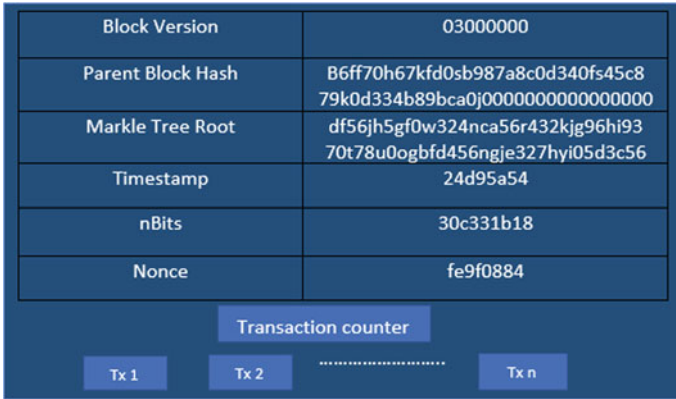 Block Version 03000000
Parent Block Hash B6ff70h67kfd0sb987a8c0d340fs45c8
79k0d334b89bca0j0000000000000000
Markle Tree Root df56jh5gf0w324nca56r432kjg96hi93
70t78u0ogbfd456ngje327hyi05d3c56
Timestamp 24d95a54
nBits 30c331b18
Nonce fe9f0884
Transaction counter
Tx 1 Tx 2 ........................ Tx n